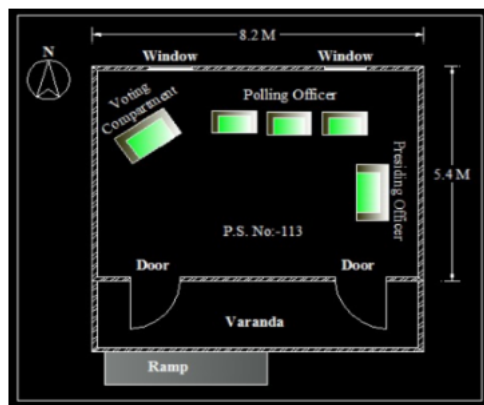 8.2 M
N
Window
Window
Voting
Compartment
Polling Officer
Presiding Officer
5.4 M
P.S. No:-113
Door
Door
Varanda
Ramp